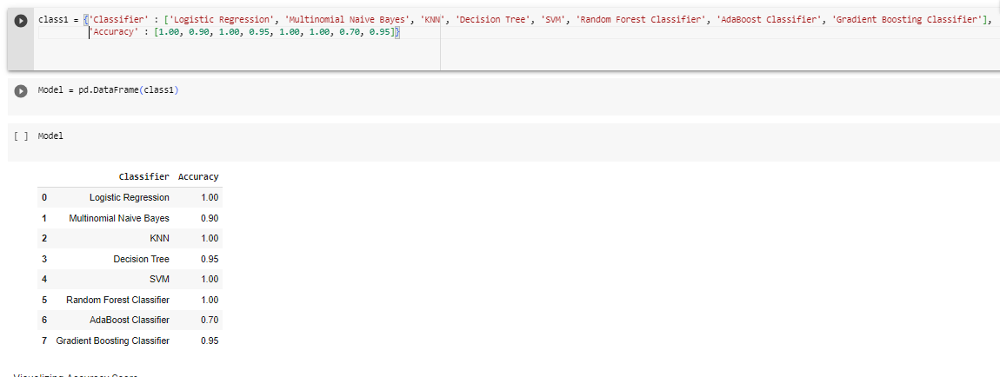 class1 = {'Classifier' : ['Logistic Regression', 'Multinomial Naive Bayes', 'KNN', 'Decision Tree', 'SVM', 'Random Forest Classifier', 'AdaBoost Classifier', 'Gradient Boosting Classifier'],
'Accuracy' : [1.00, 0.90, 1.00, 0.95, 1.00, 1.00, 0.70, 0.95]}
Model = pd.DataFrame(class1)
[ ] Model
Classifier Accuracy
0 Logistic Regression 1.00
1 Multinomial Naive Bayes 0.90
2 KNN 1.00
3 Decision Tree 0.95
4 SVM 1.00
5 Random Forest Classifier 1.00
6 AdaBoost Classifier 0.70
7 Gradient Boosting Classifier 0.95
Visualizing Accuracy Score